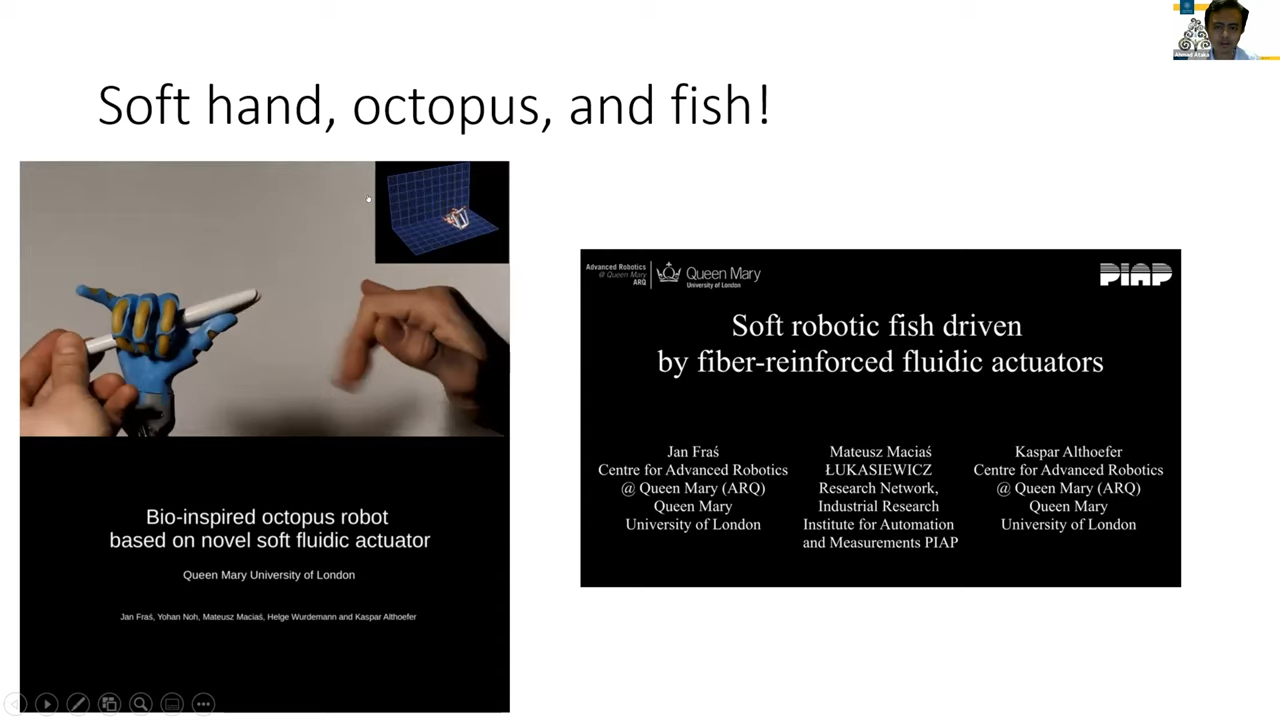 Ahmad Ataka
Soft hand, octopus, and fish!
Bio-inspired octopus robot
based on novel soft fluidic actuator
Queen Mary University of London
Jan Fraś, Yohan Noh, Mateusz Maciaś, Helge Wurdemann and Kaspar Althoefer
Advanced Robotics
@ Queen Mary
ARQ
Queen Mary
University of London
PIAP
Soft robotic fish driven
by fiber-reinforced fluidic actuators
Jan Fraś
Centre for Advanced Robotics
@ Queen Mary (ARQ)
Queen Mary
University of London
Mateusz Maciaś
ŁUKASIEWICZ
Research Network,
Industrial Research
Institute for Automation
and Measurements PIAP
Kaspar Althoefer
Centre for Advanced Robotics
@ Queen Mary (ARQ)
Queen Mary
University of London